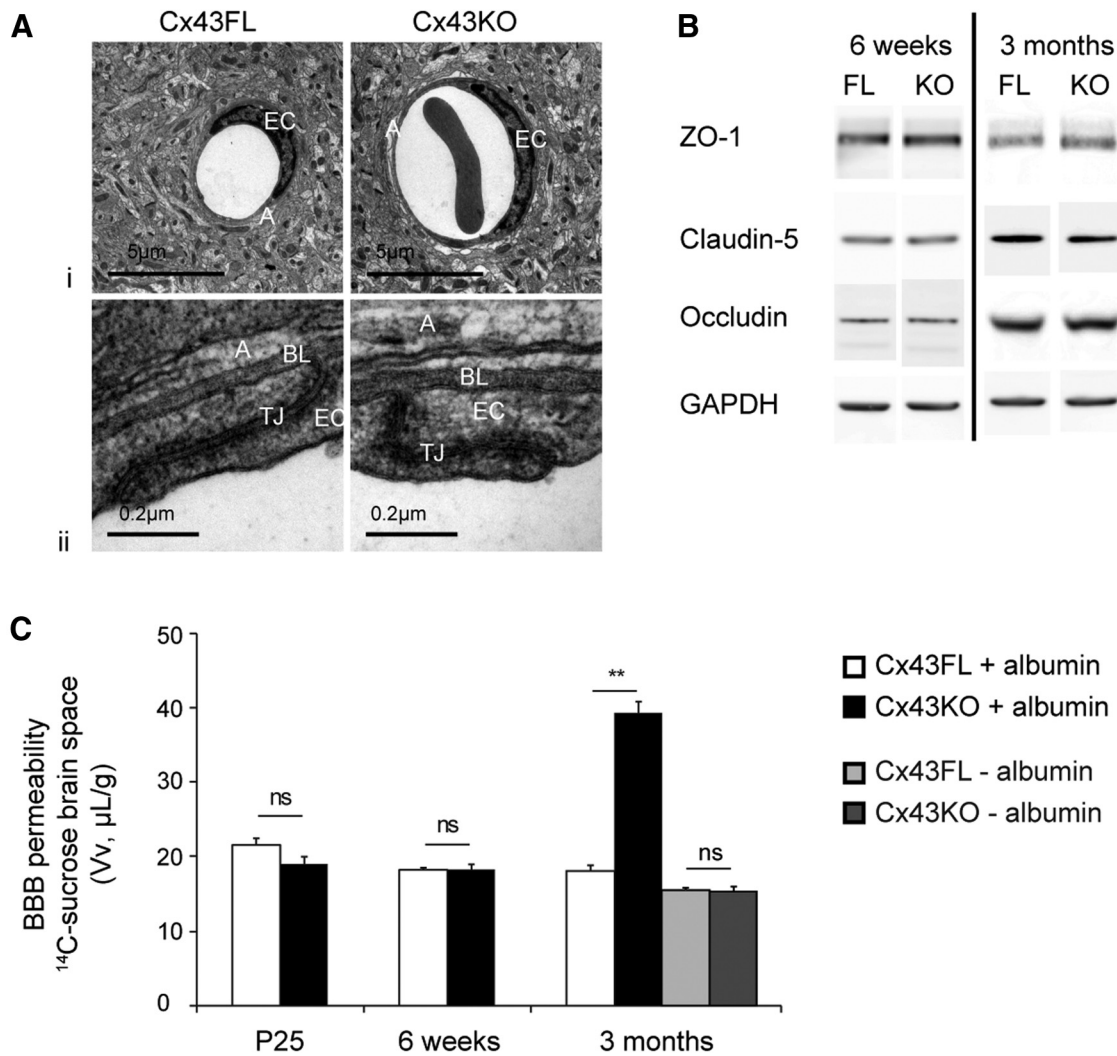 A
Cx43FL
Cx43KO
EC
A
5µm
A
EC
5µm
i
A
BL
TJ
EC
0.2µm
A
BL
EC
TJ
0.2µm
ii
B
6 weeks
3 months
FL KO FL KO
ZO-1
Claudin-5
Occludin
GAPDH
C
BBB permeability
¹⁴C-sucrose brain space
(Vv, µL/g)
50
40
30
20
10
0
ns
ns
**
ns
P25
6 weeks
3 months
Cx43FL + albumin
Cx43KO + albumin
Cx43FL - albumin
Cx43KO - albumin